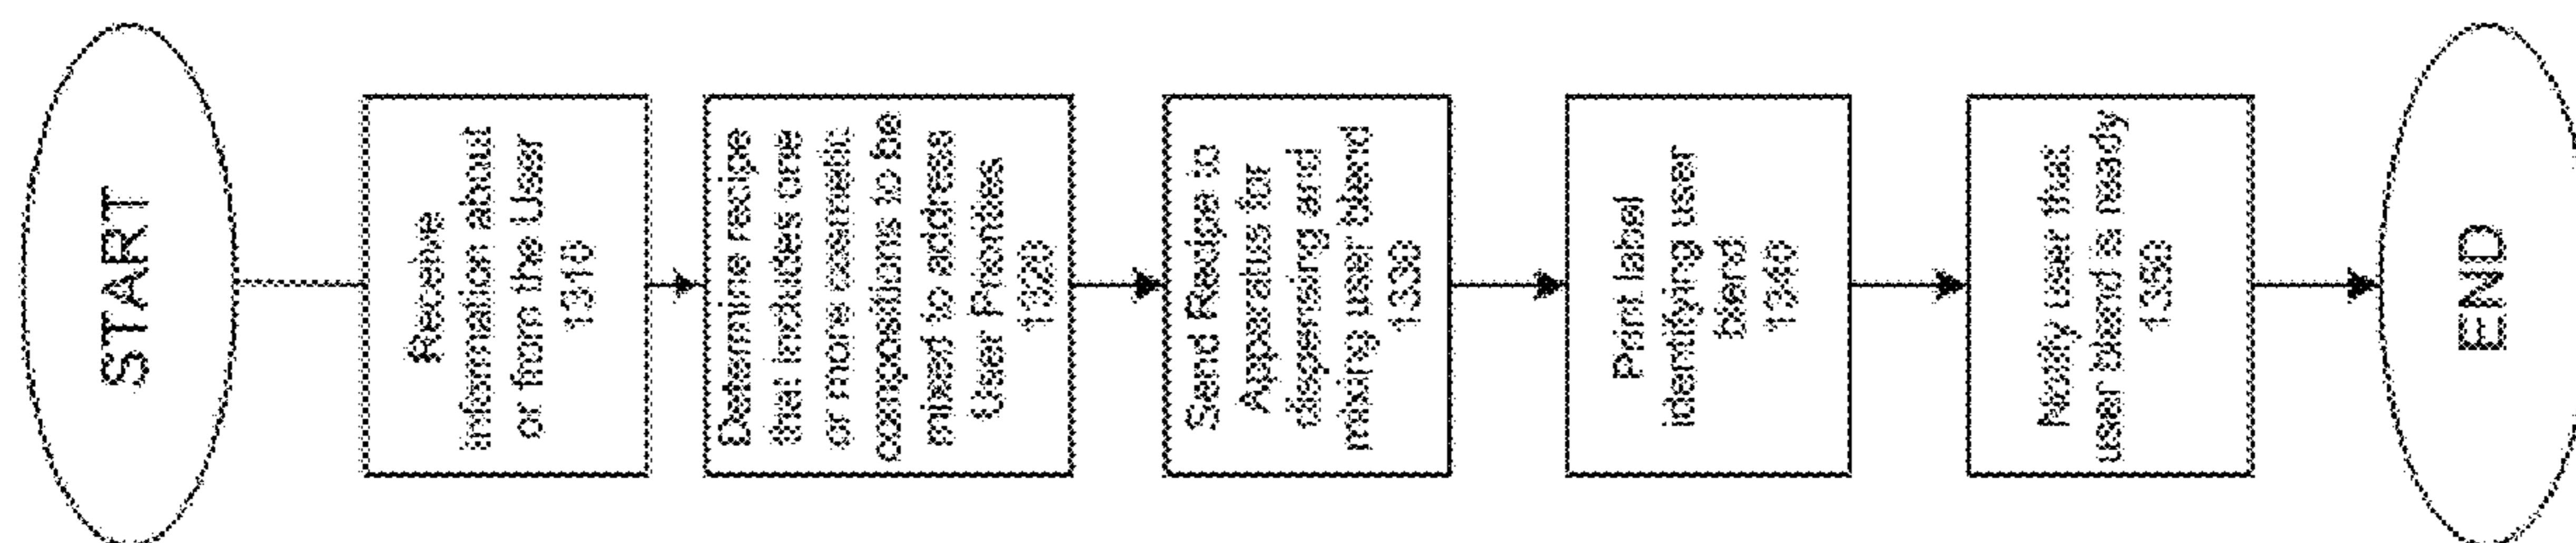 START
Receive
information about
or from the User
1310
Determine recipe
that includes one
or more cosmetic
compositions to be
mixed to address
User Priorities
1320
Send Recipe to
Apparatus for
dispensing and
mixing user blend
1330
Print label
identifying user
blend
1340
Notify user that
user blend is ready
1350
END